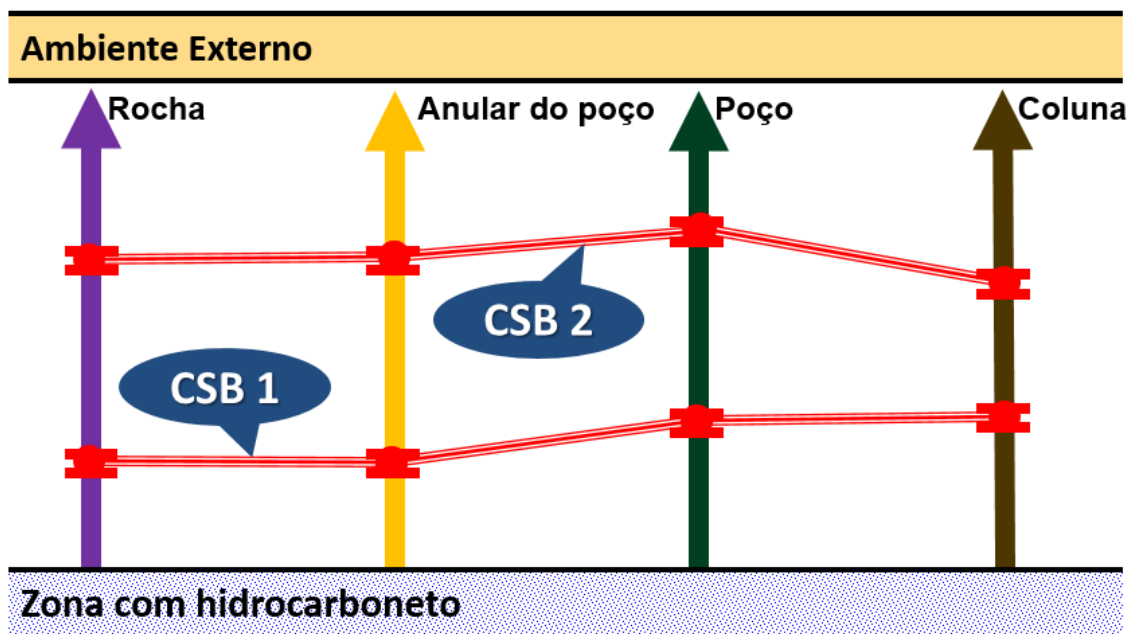 Ambiente Externo
Rocha
Anular do poço
Poço
Coluna
CSB 2
CSB 1
Zona com hidrocarboneto